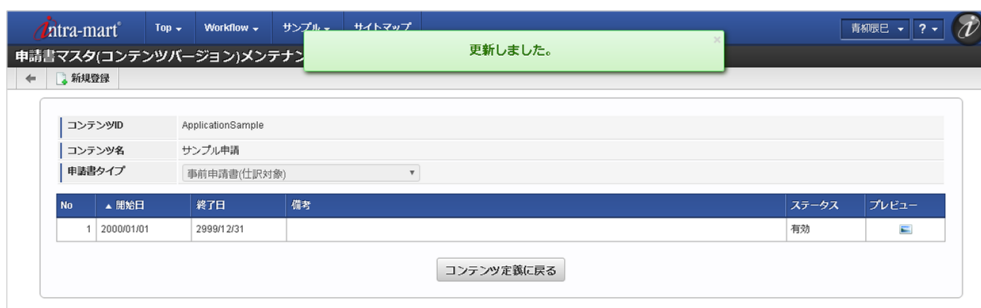 intra-mart Top Workflow サンプル サイトマップ 青柳辰巳 ?
更新しました。
申請書マスタ(コンテンツバージョン)メンテナン
新規登録
コンテンツID ApplicationSample
コンテンツ名 サンプル申請
申請書タイプ 事前申請書(仕訳対象)
No ▲ 開始日 終了日 備考 ステータス プレビュー
1 2000/01/01 2999/12/31 有効
コンテンツ定義に戻る